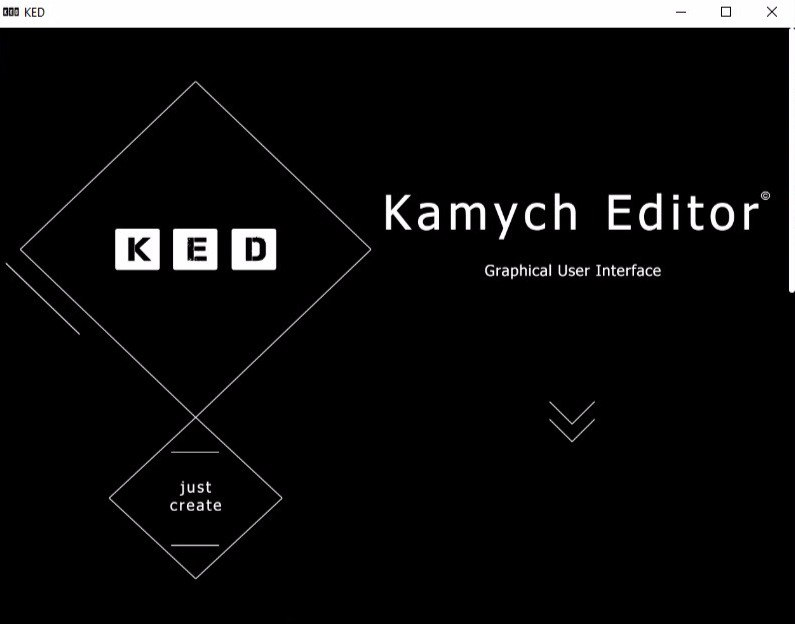 KED KED
K E D
Kamych Editor©
Graphical User Interface
just
create